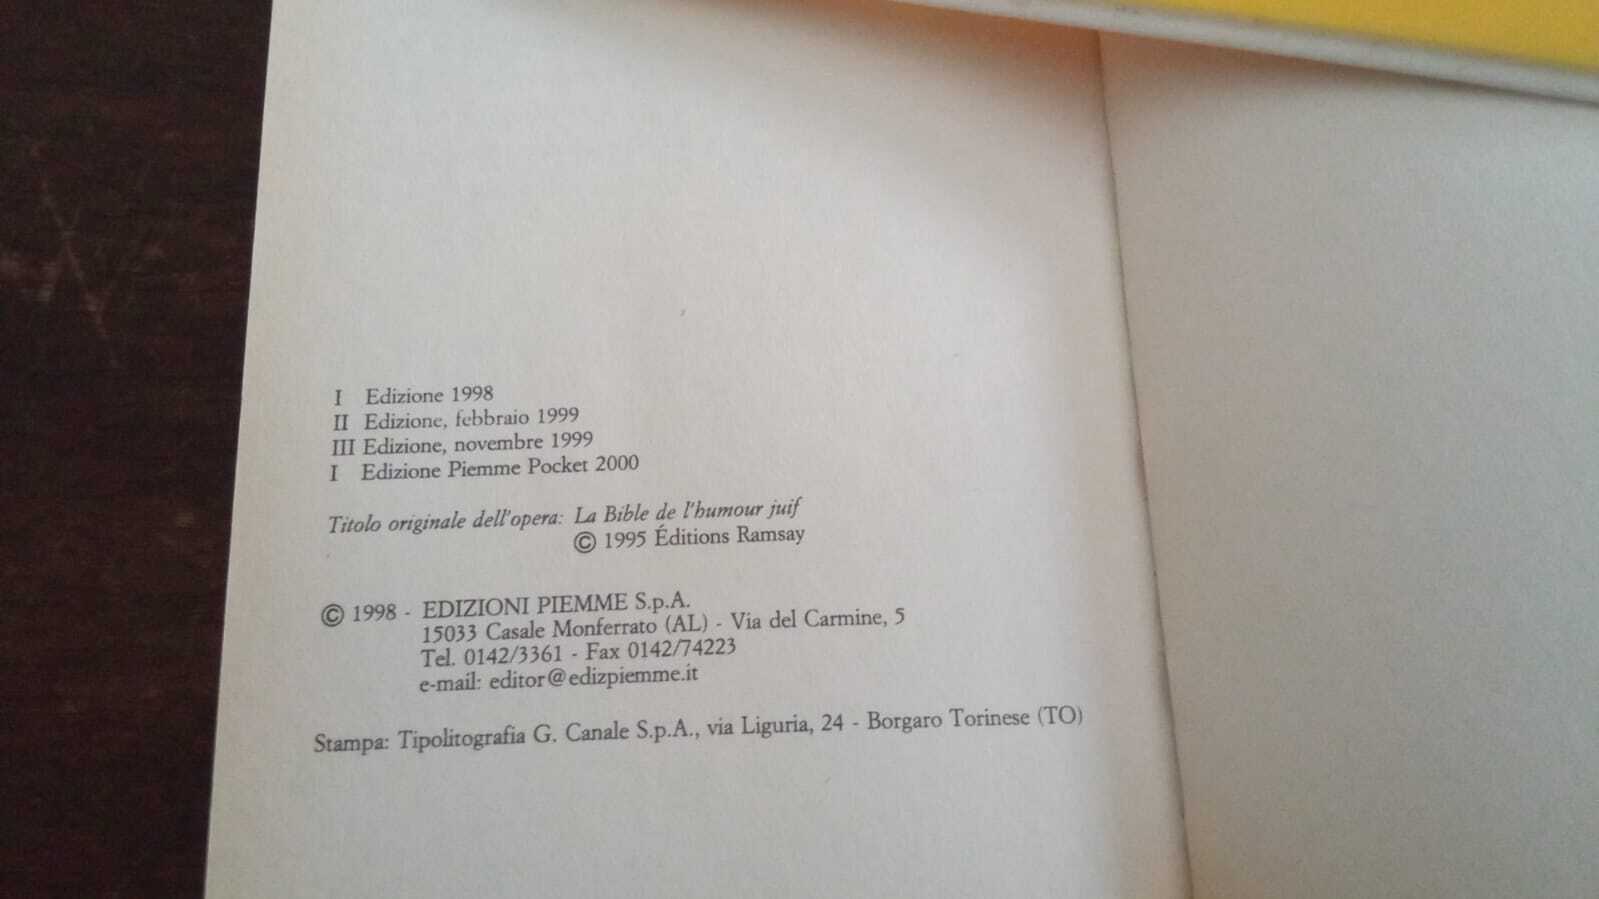 I Edizione 1998
II Edizione, febbraio 1999
III Edizione, novembre 1999
I Edizione Piemme Pocket 2000
Titolo originale dell'opera: La Bible de l'humour juif
© 1995 Éditions Ramsay
© 1998 - EDIZIONI PIEMME S.p.A.
15033 Casale Monferrato (AL) - Via del Carmine, 5
Tel. 0142/3361 - Fax 0142/74223
e-mail: editor@edizpiemme.it
Stampa: Tipolitografia G. Canale S.p.A., via Liguria, 24 - Borgaro Torinese (TO)